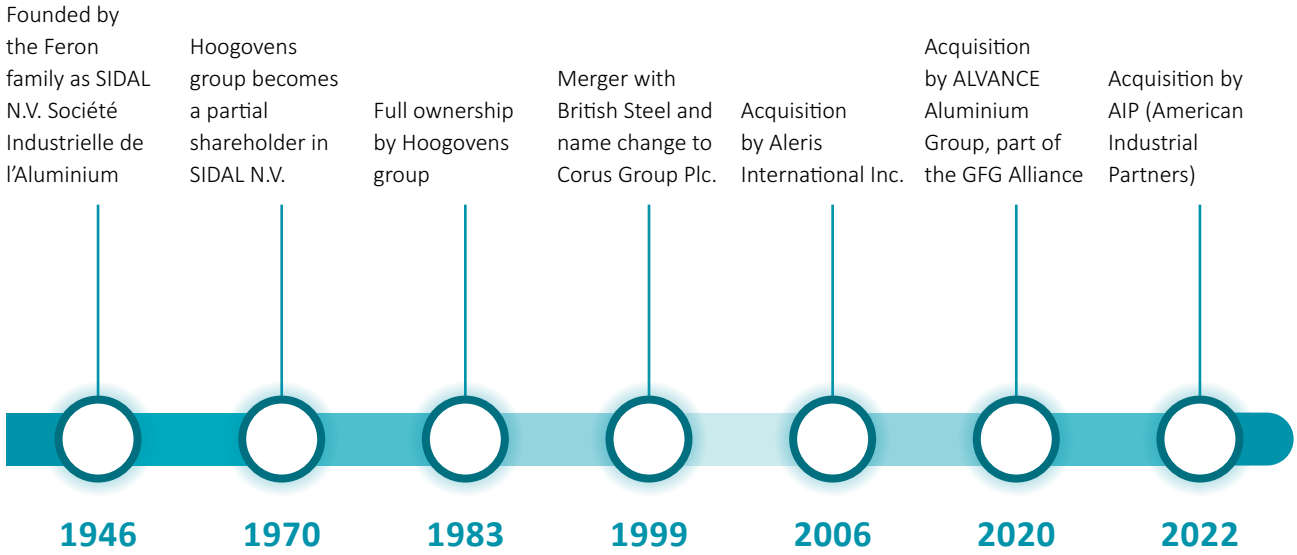 Founded by
the Feron
family as SIDAL
N.V. Société
Industrielle de
l’Aluminium
Hoogovens
group becomes
a partial
shareholder in
SIDAL N.V.
Full ownership
by Hoogovens
group
Merger with
British Steel and
name change to
Corus Group Plc.
Acquisition
by Aleris
International Inc.
Acquisition
by ALVANCE
Aluminium
Group, part of
the GFG Alliance
Acquisition by
AIP (American
Industrial
Partners)
1946
1970
1983
1999
2006
2020
2022